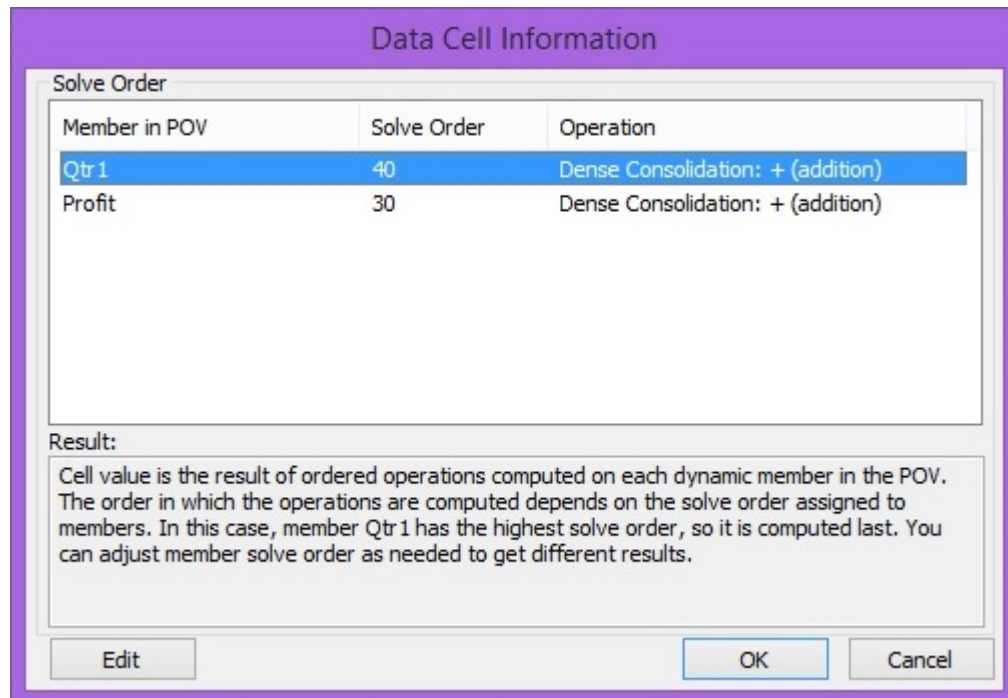 Data Cell Information
Solve Order
Member in POV Solve Order Operation
Qtr1 40 Dense Consolidation: + (addition)
Profit 30 Dense Consolidation: + (addition)
Result:
Cell value is the result of ordered operations computed on each dynamic member in the POV.
The order in which the operations are computed depends on the solve order assigned to
members. In this case, member Qtr1 has the highest solve order, so it is computed last. You
can adjust member solve order as needed to get different results.
Edit OK Cancel